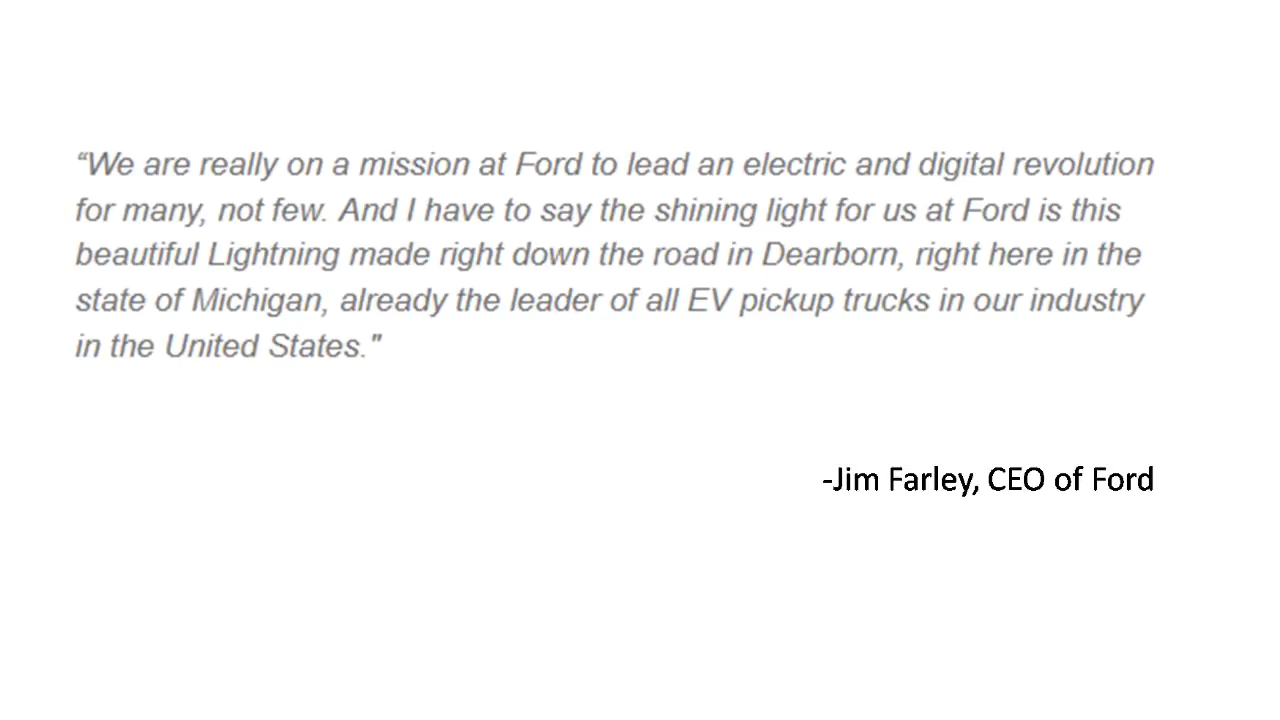 “We are really on a mission at Ford to lead an electric and digital revolution
for many, not few. And I have to say the shining light for us at Ford is this
beautiful Lightning made right down the road in Dearborn, right here in the
state of Michigan, already the leader of all EV pickup trucks in our industry
in the United States."
-Jim Farley, CEO of Ford